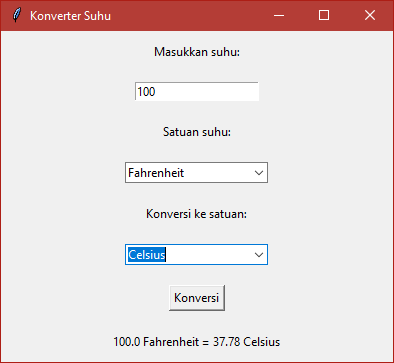 Konverter Suhu
Masukkan suhu:
100
Satuan suhu:
Fahrenheit
Konversi ke satuan:
Celsius
Konversi
100.0 Fahrenheit = 37.78 Celsius